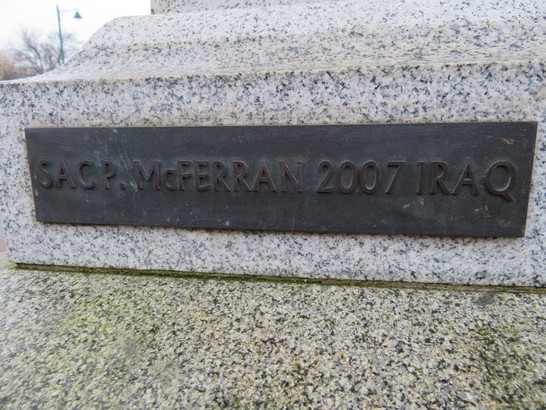 SAC P. McFERRAN 2007 IRAQ